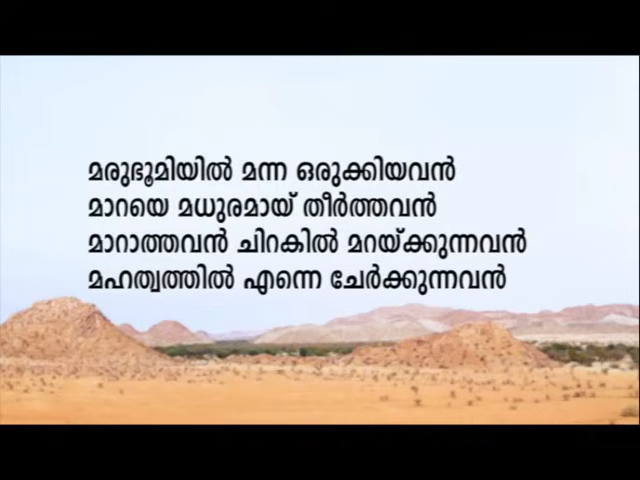 മരുഭൂമിയിൽ മന്ന ഒരുക്കിയവൻ
മാറയെ മധുരമായ് തീർത്തവൻ
മാറാത്തവൻ ചിറകിൽ മറയ്ക്കുന്നവൻ
മഹത്വത്തിൽ എന്നെ ചേർക്കുന്നവൻ